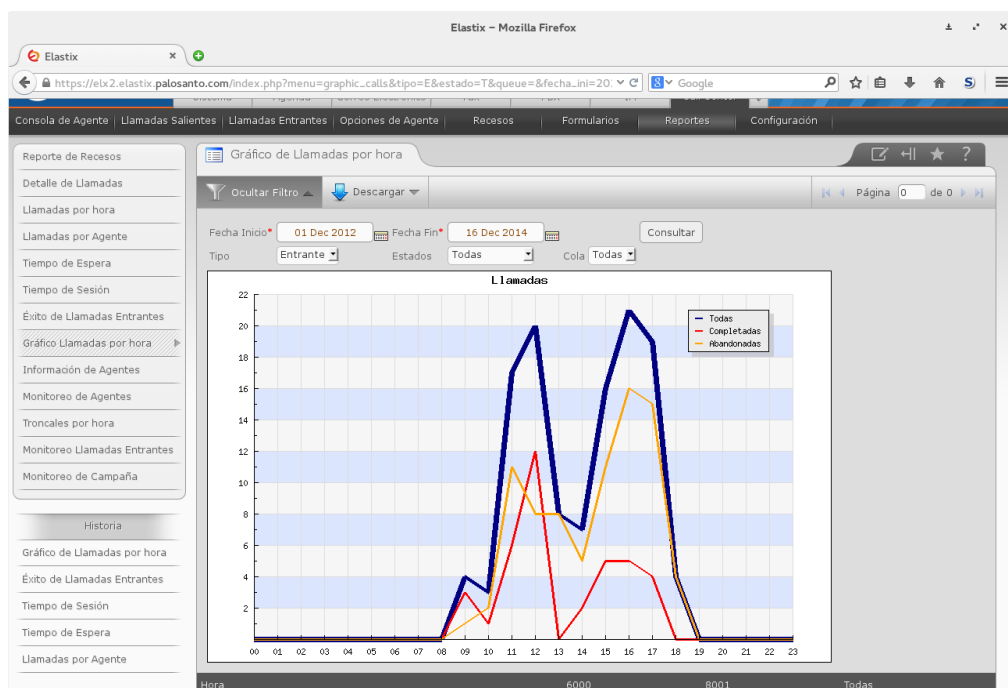 Elastix - Mozilla Firefox
Elastix
https://elx2.elastix.palosanto.com/index.php?menu=graphic_calls&tipo=E&estado=T&queue=&fecha_ini=20
Google
Consola de Agente Llamadas Salientes Llamadas Entrantes Opciones de Agente Recesos Formularios Reportes Configuración
Reporte de Recesos
Detalle de Llamadas
Llamadas por hora
Llamadas por Agente
Tiempo de Espera
Tiempo de Sesión
Éxito de Llamadas Entrantes
Gráfico Llamadas por hora
Información de Agentes
Monitoreo de Agentes
Troncales por hora
Monitoreo Llamadas Entrantes
Monitoreo de Campaña
Historia
Gráfico de Llamadas por hora
Éxito de Llamadas Entrantes
Tiempo de Sesión
Tiempo de Espera
Llamadas por Agente
Gráfico de Llamadas por hora
Ocultar Filtro Descargar Página 0 de 0
Fecha Inicio* 01 Dec 2012 Fecha Fin* 16 Dec 2014 Consultar
Tipo Entrante Estados Todas Cola Todas
Llamadas
22
20
18
16
14
12
10
8
6
4
2
00 01 02 03 04 05 06 07 08 09 10 11 12 13 14 15 16 17 18 19 20 21 22 23
Todas
Completadas
Abandonadas
Hora 6000 8001 Todas